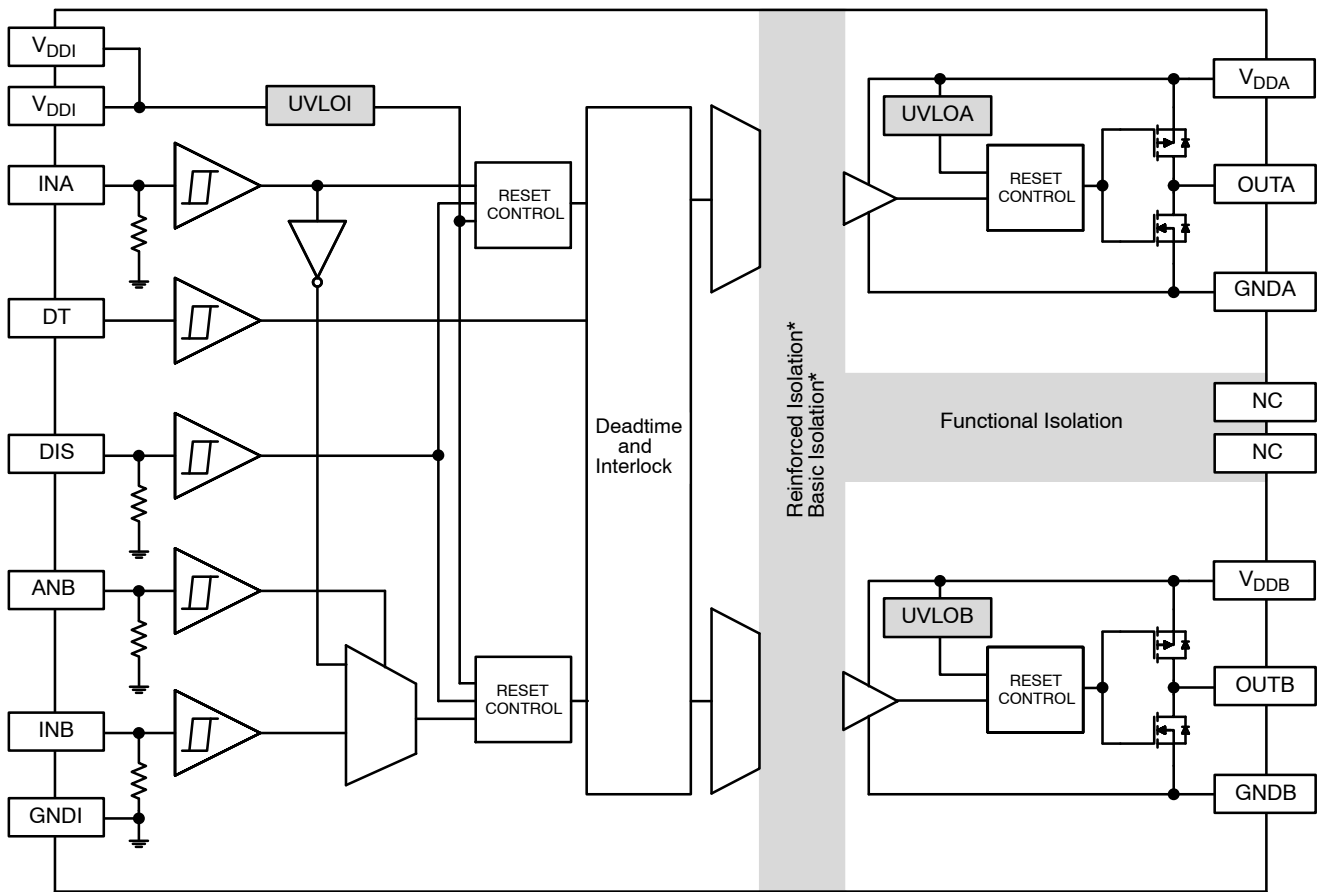 VDDI
VDDI
UVLOI
INA
RESET
CONTROL
DT
DIS
Deadtime
and
Interlock
ANB
INB
RESET
CONTROL
GNDI
Reinforced Isolation*
Basic Isolation*
VDDA
UVLOA
RESET
CONTROL
OUTA
GNDA
NC
Functional Isolation
NC
VDDB
UVLOB
RESET
CONTROL
OUTB
GNDB